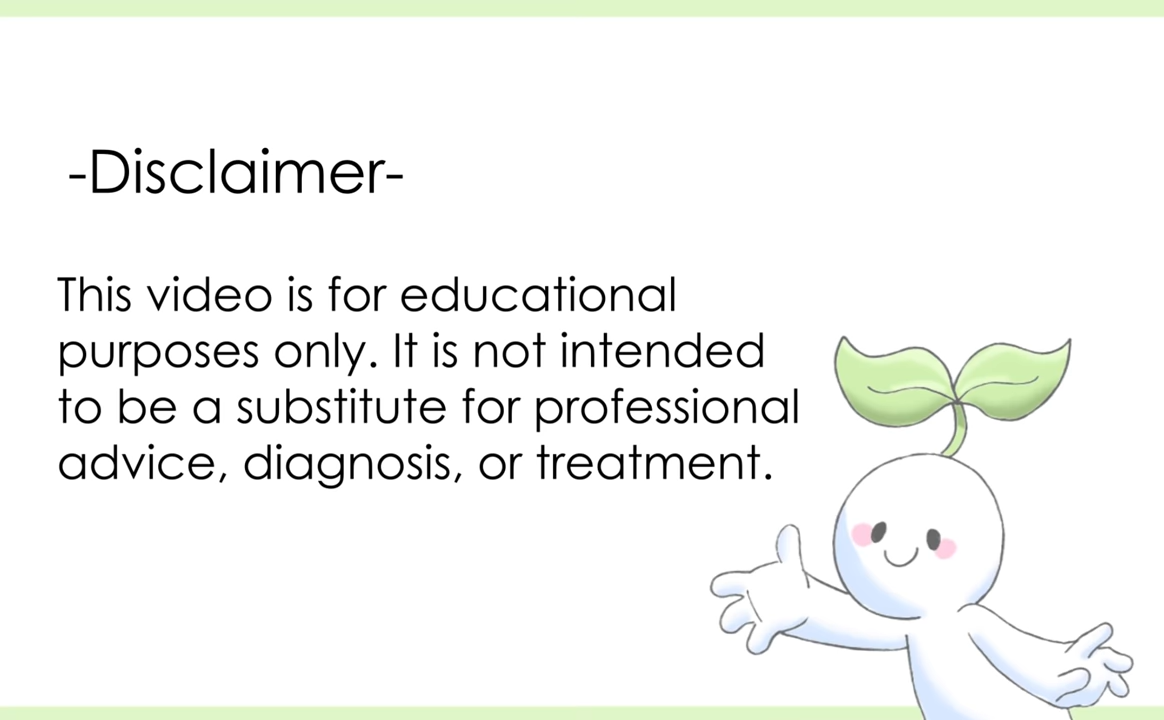 -Disclaimer-
This video is for educational
purposes only. It is not intended
to be a substitute for professional
advice, diagnosis, or treatment.